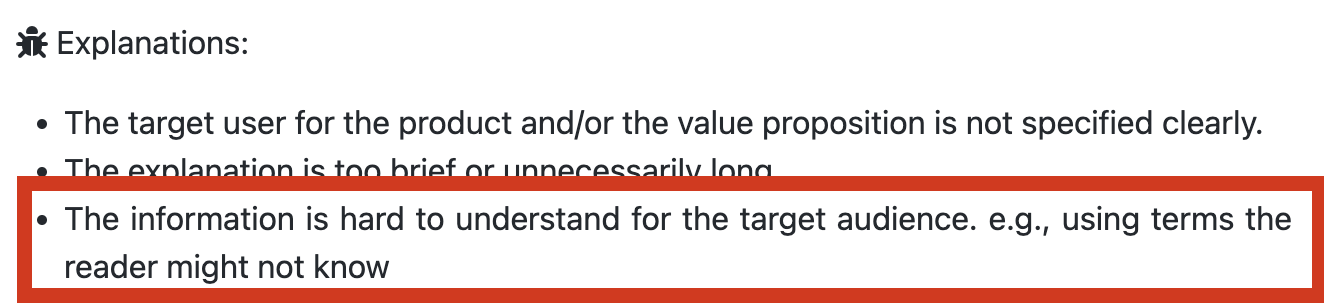 Explanations:
• The target user for the product and/or the value proposition is not specified clearly.
• The explanation is too brief or unnecessarily long
• The information is hard to understand for the target audience. e.g., using terms the
reader might not know